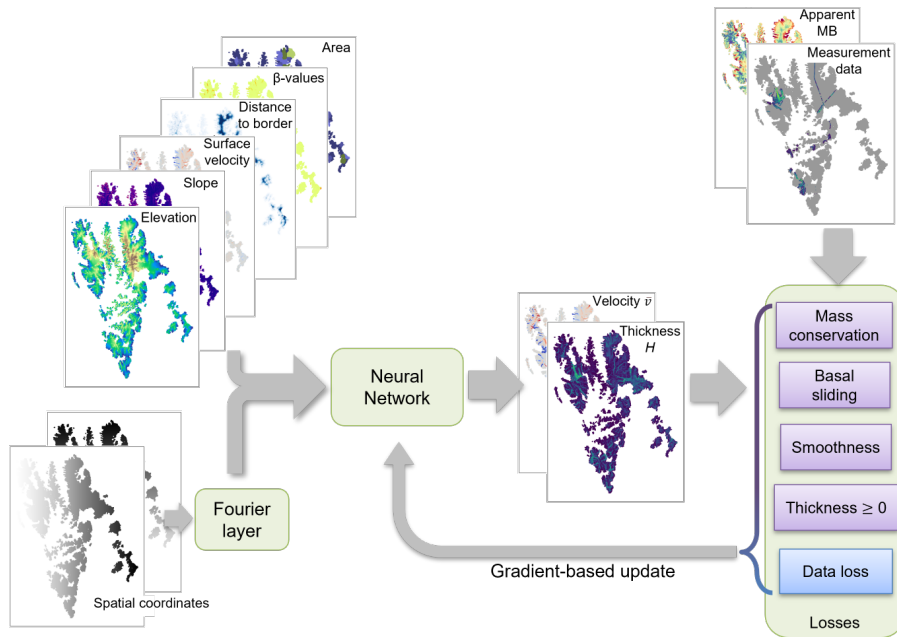 Area
β-values
Distance
to border
Surface
velocity
Slope
Elevation
Spatial coordinates
Fourier
layer
Neural
Network
Velocity v̄
Thickness
H
Apparent
MB
Measurement
data
Mass
conservation
Basal
sliding
Smoothness
Thickness ≥ 0
Data loss
Losses
Gradient-based update